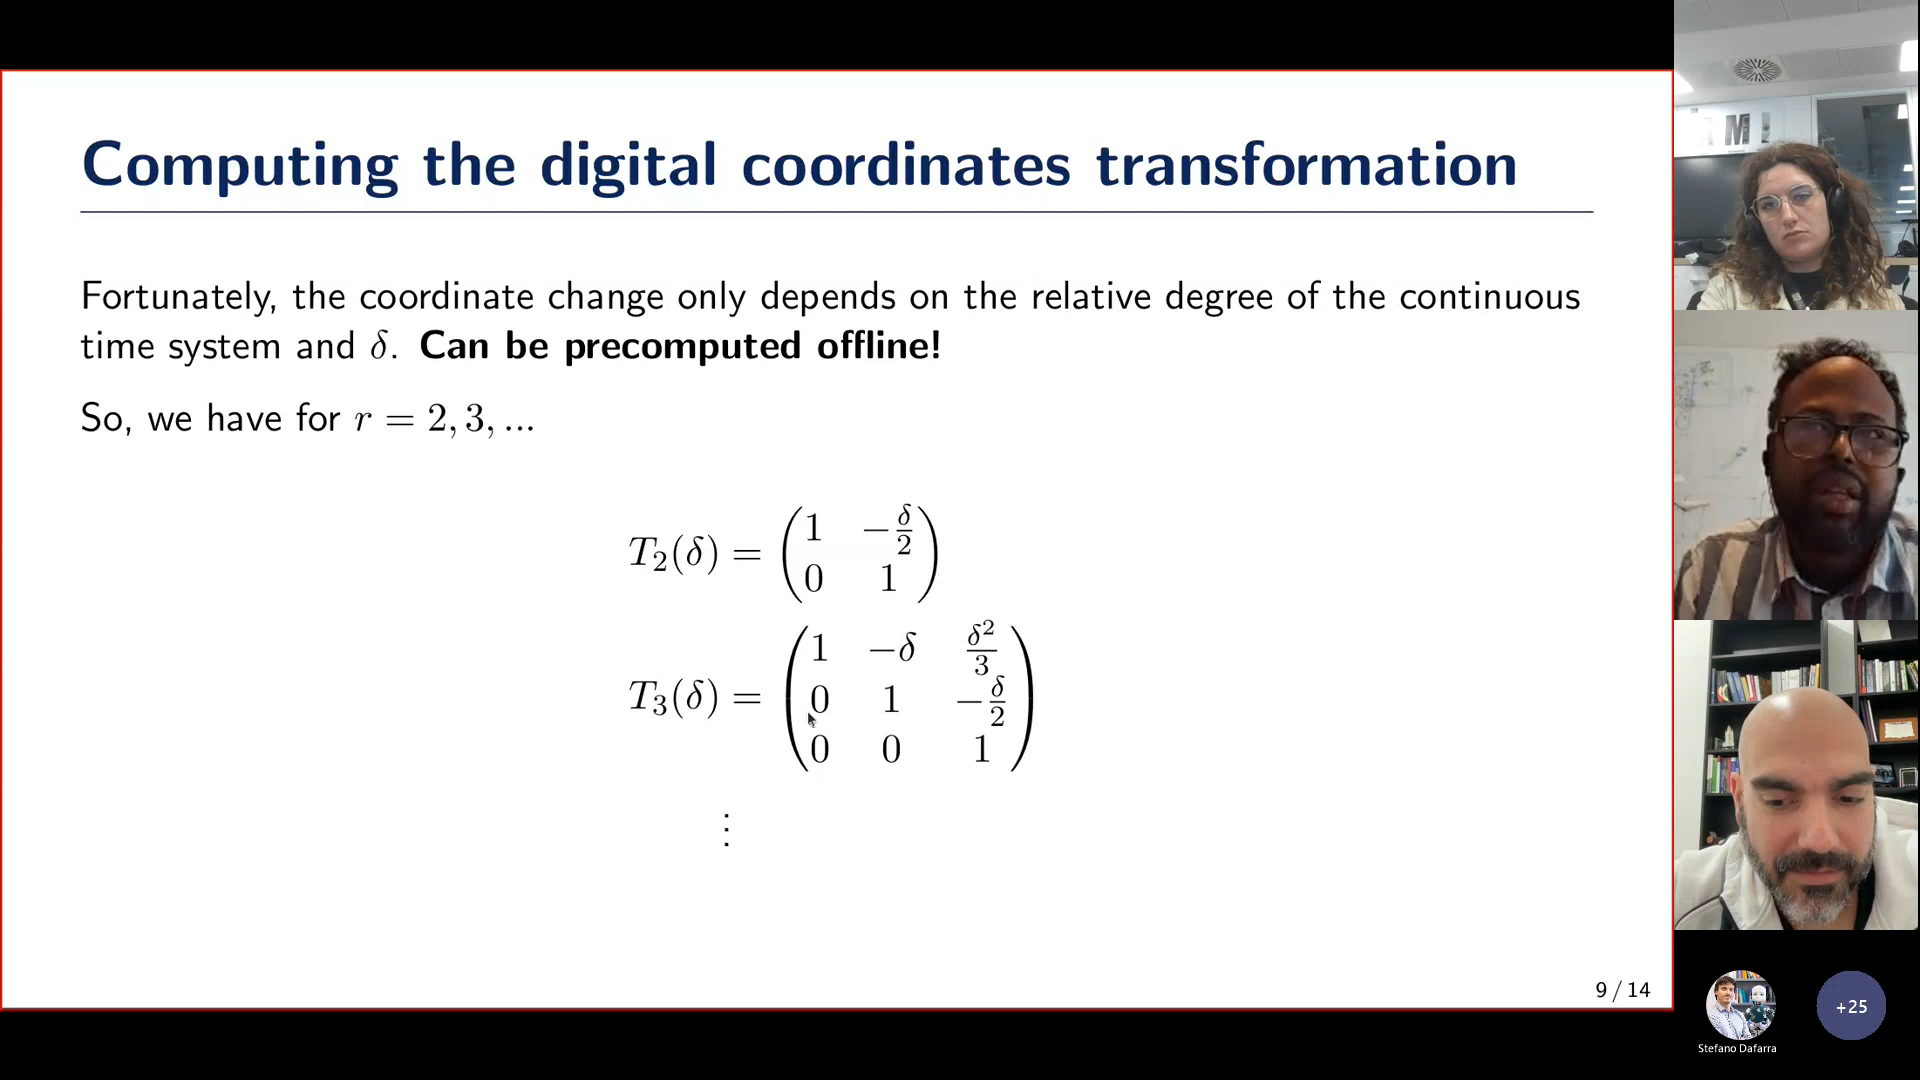 Computing the digital coordinates transformation
Fortunately, the coordinate change only depends on the relative degree of the continuous
time system and δ. Can be precomputed offline!
So, we have for r = 2, 3, ...
T₂(δ) = ( 1 −δ/2
0 1 )
T₃(δ) = ( 1 −δ δ²/3
0 1 −δ/2
0 0 1 )
⋮
9 / 14
+25
Stefano Dafarra